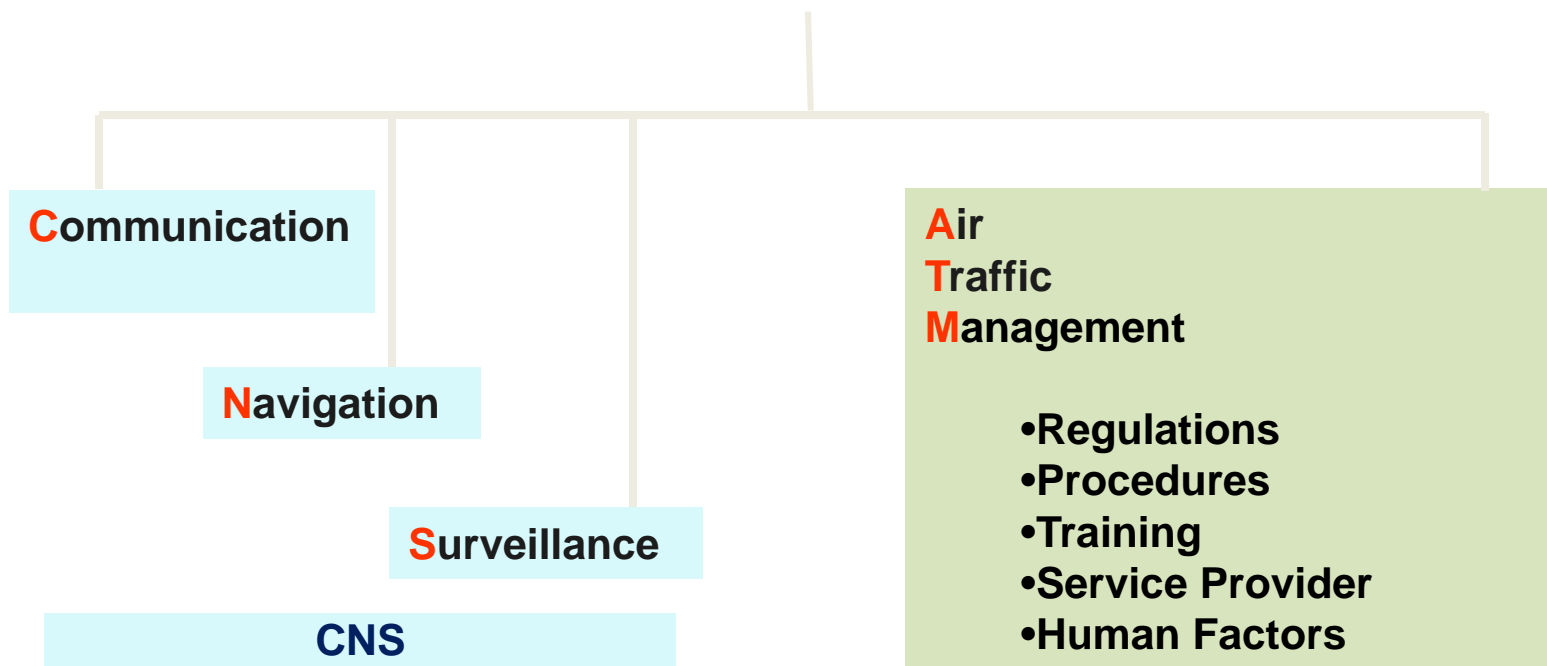 Communication
Navigation
Surveillance
CNS
Air
Traffic
Management
•Regulations
•Procedures
•Training
•Service Provider
•Human Factors